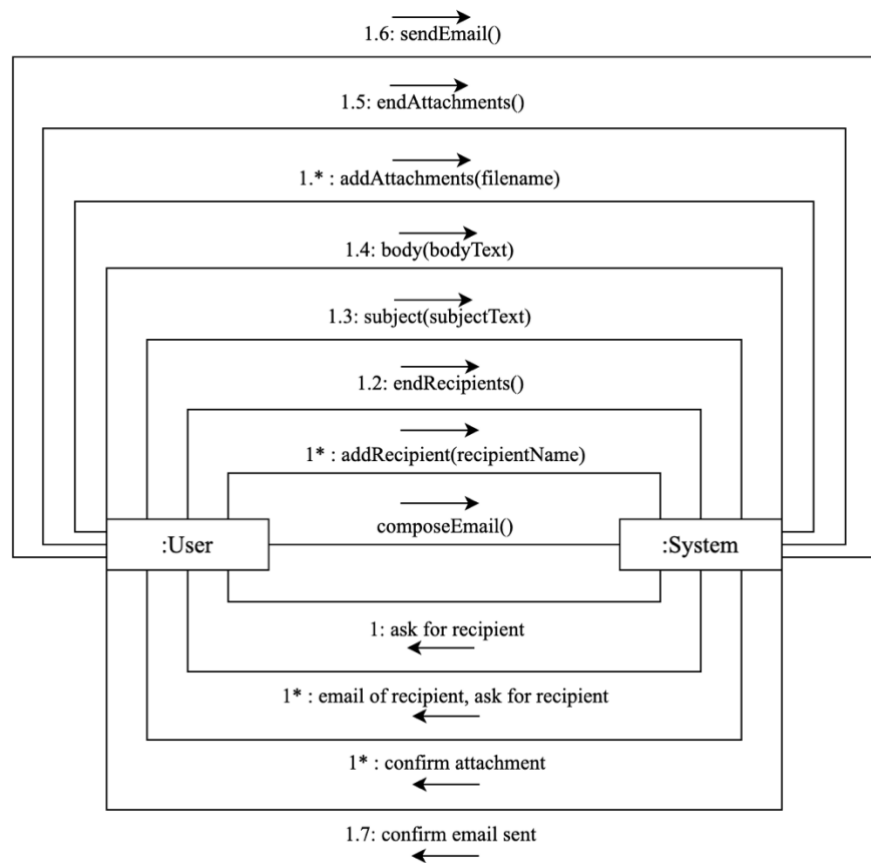 1.6: sendEmail()
1.5: endAttachments()
1.* : addAttachments(filename)
1.4: body(bodyText)
1.3: subject(subjectText)
1.2: endRecipients()
1* : addRecipient(recipientName)
composeEmail()
:User
:System
1: ask for recipient
1* : email of recipient, ask for recipient
1* : confirm attachment
1.7: confirm email sent